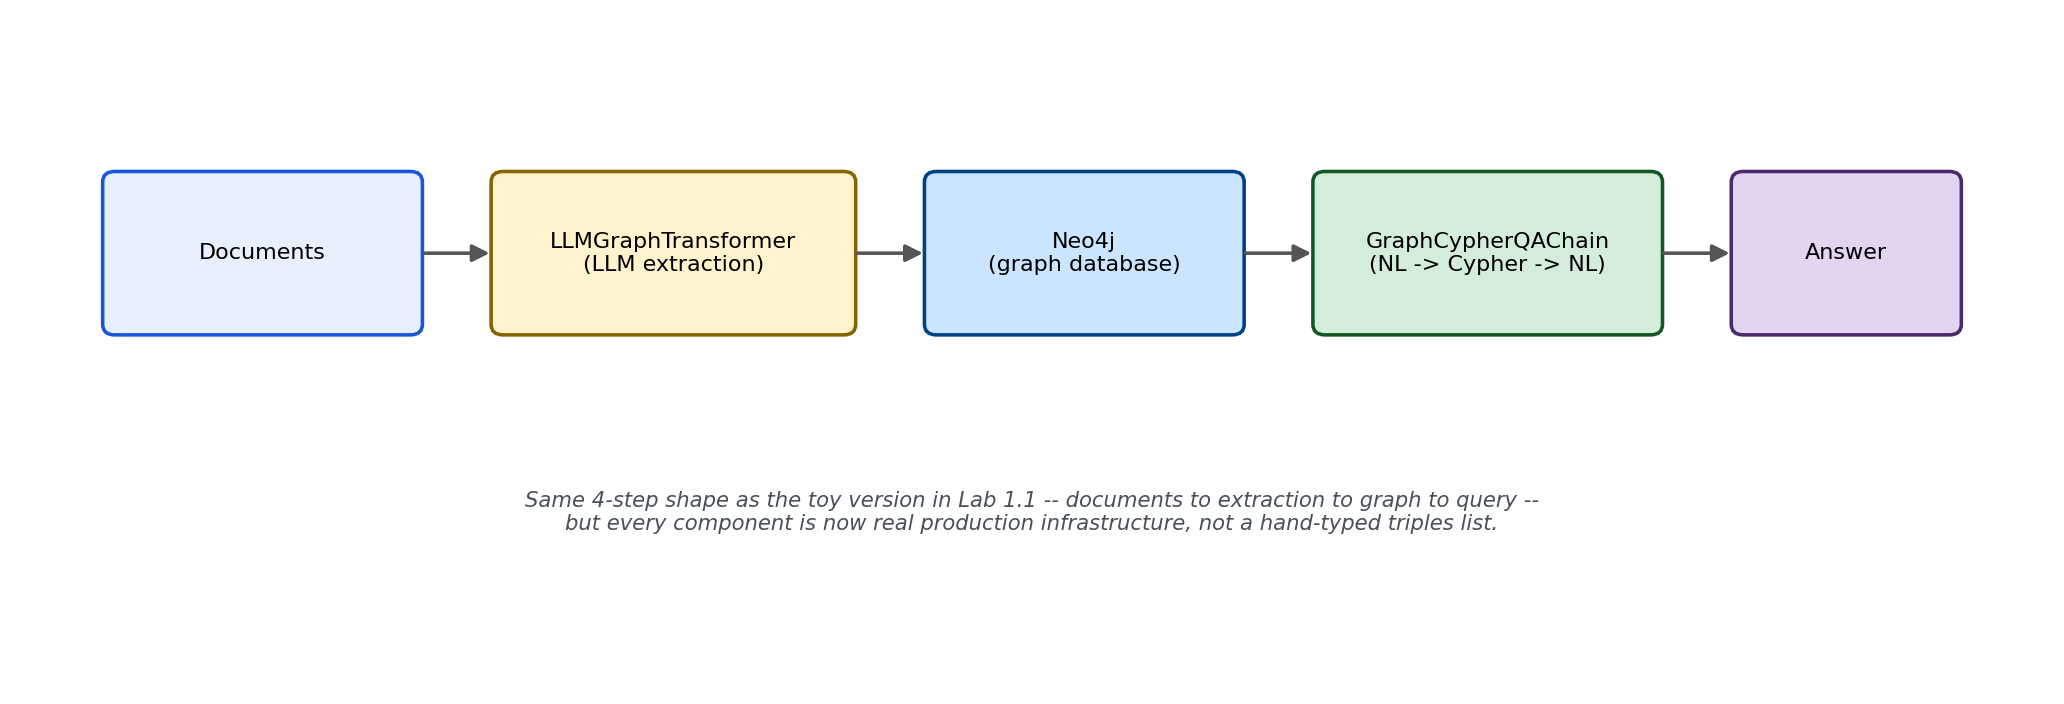 Documents
LLMGraphTransformer
(LLM extraction)
Neo4j
(graph database)
GraphCypherQAChain
(NL -> Cypher -> NL)
Answer
Same 4-step shape as the toy version in Lab 1.1 -- documents to extraction to graph to query --
but every component is now real production infrastructure, not a hand-typed triples list.